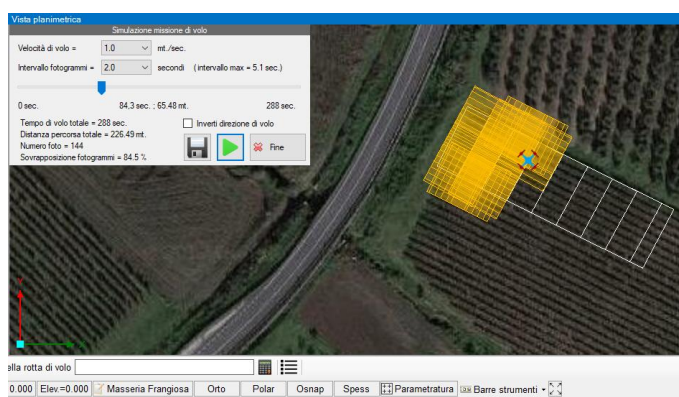 Vista planimetrica
Simulazione missione di volo
Velocità di volo = 1.0 mt./sec.
Intervallo fotogrammi = 2.0 secondi (intervallo max = 5.1 sec.)
0 sec. 84,3 sec. ; 65.48 mt. 288 sec.
Tempo di volo totale = 288 sec.
Inverti direzione di volo
Distanza percorsa totale = 226.49 mt.
Numero foto = 144
Sovrapposizione fotogrammi = 84.5 %
Fine
ella rotta di volo
0.000 Elev.=0.000 Masseria Frangiosa Orto Polar Osnap Spess Parametratura Barre strumenti